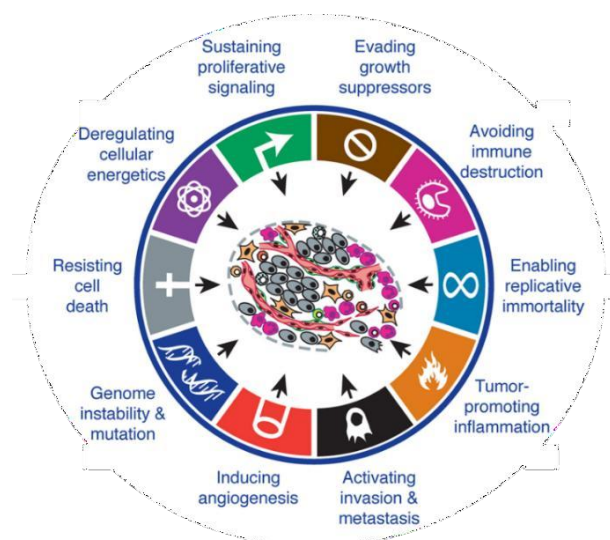 Sustaining
proliferative
signaling
Evading
growth
suppressors
Avoiding
immune
destruction
Enabling
replicative
immortality
Tumor-
promoting
inflammation
Activating
invasion &
metastasis
Inducing
angiogenesis
Genome
instability &
mutation
Resisting
cell
death
Deregulating
cellular
energetics